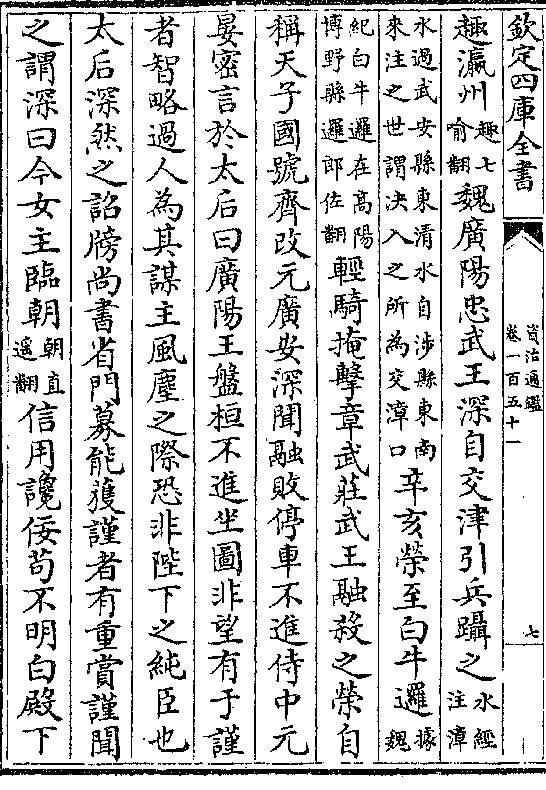 欽定四庫全書
資治通鑑
卷一百五十一
七
趣瀛州趣七喻翻魏廣陽忠武王深自交津引兵躡之水經注漳
水過武安縣東清水自涉縣東南來注之世謂決入之所為交漳口辛亥榮至白牛邏據魏
紀白牛邏在高陽博野縣邏郎佐翻輕騎掩擊章武莊武王融殺之榮自
稱天子國號齊改元廣安深聞融敗停車不進侍中元
晏密言於太后曰廣陽王盤桓不進坐圖非望有于謹
者智略過人為其謀主風塵之際恐非陛下之純臣也
太后深然之詔牓尚書省門募能獲謹者有重賞謹聞
之謂深曰今女主臨朝朝直遥翻信用讒佞苟不明白殿下